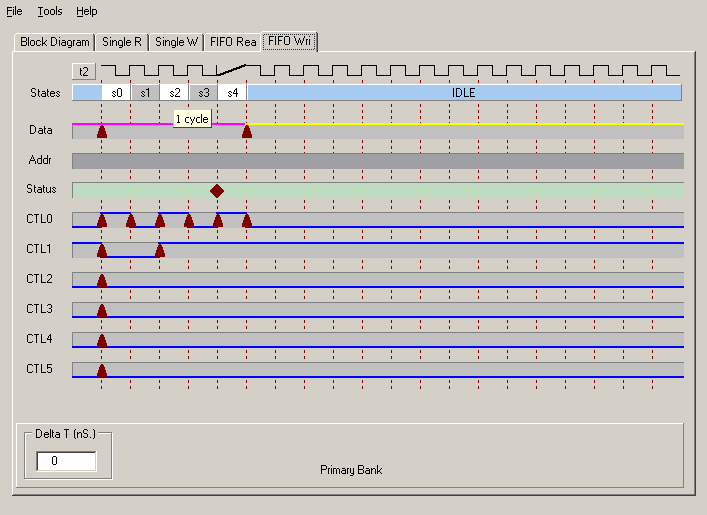 File Tools Help
Block Diagram Single R Single W FIFO Rea FIFO Wri
t2
States s0 s1 s2 s3 s4 IDLE
1 cycle
Data
Addr
Status
CTL0
CTL1
CTL2
CTL3
CTL4
CTL5
Delta T (nS.)
0
Primary Bank